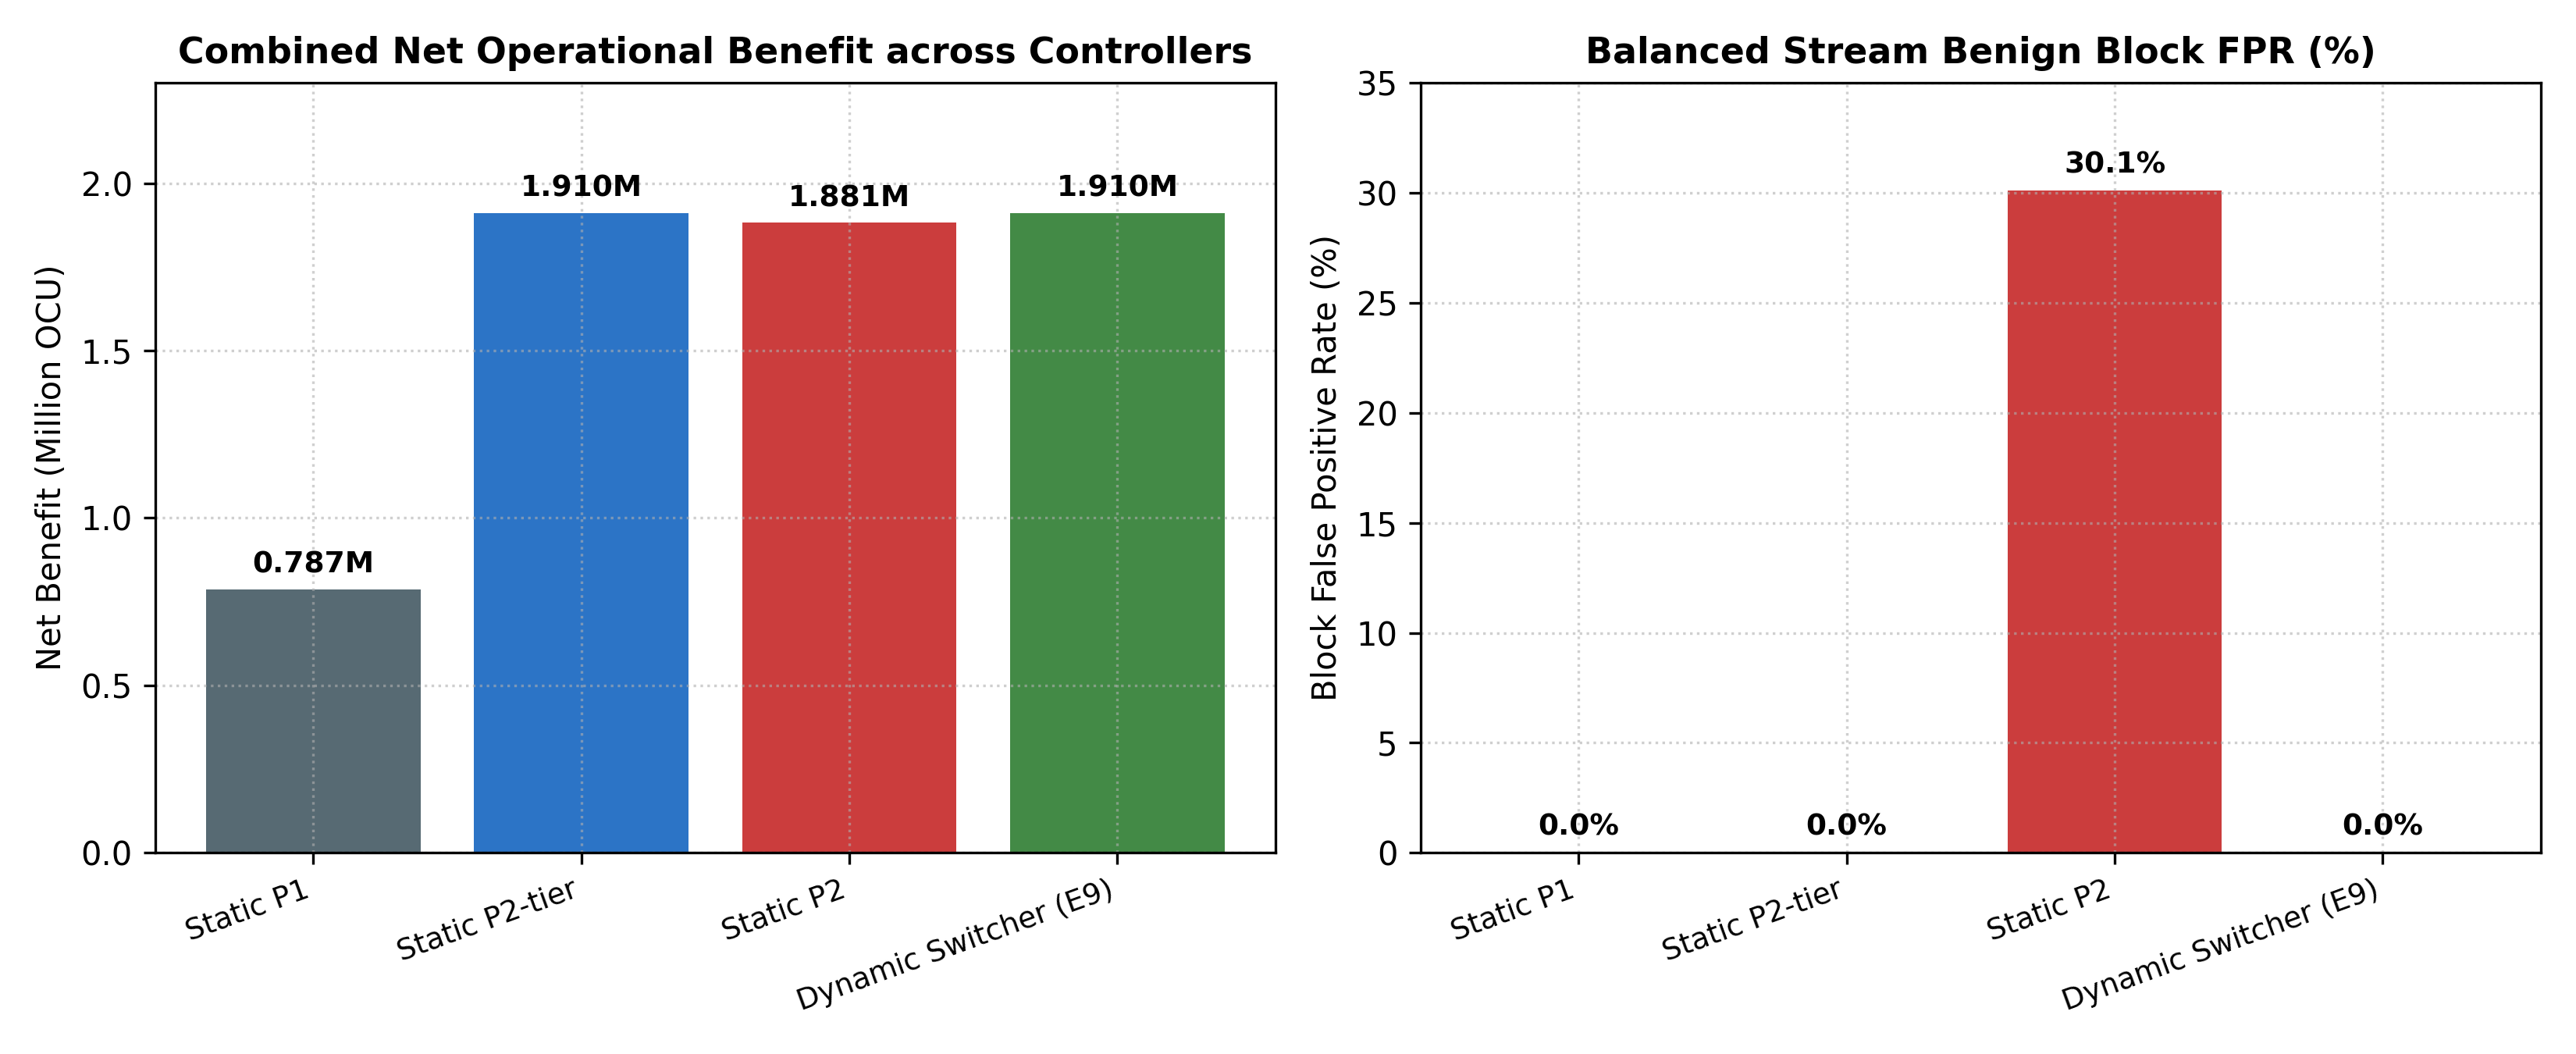 Combined Net Operational Benefit across Controllers
Net Benefit (Million OCU)
2.0
1.5
1.0
0.5
0.0
0.787M
1.910M
1.881M
1.910M
Static P1
Static P2-tier
Static P2
Dynamic Switcher (E9)
Balanced Stream Benign Block FPR (%)
Block False Positive Rate (%)
35
30
25
20
15
10
5
0
0.0%
0.0%
30.1%
0.0%
Static P1
Static P2-tier
Static P2
Dynamic Switcher (E9)